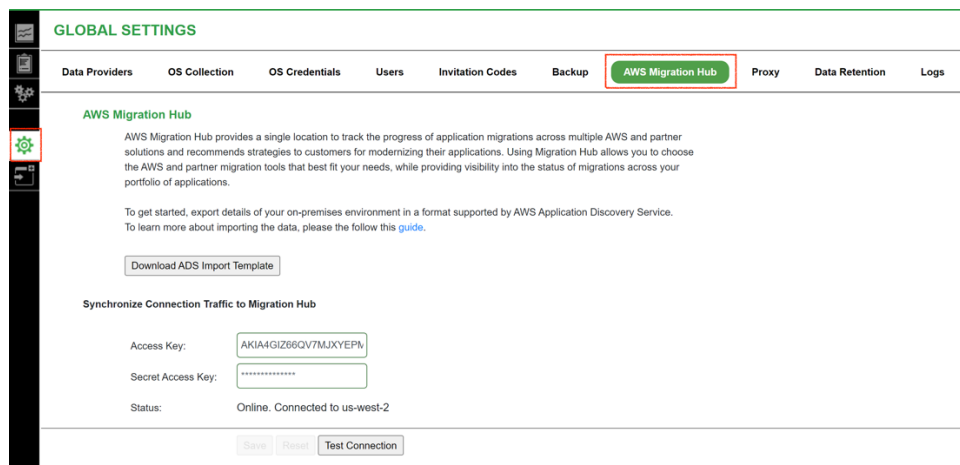 GLOBAL SETTINGS
Data Providers OS Collection OS Credentials Users Invitation Codes Backup AWS Migration Hub Proxy Data Retention Logs
AWS Migration Hub
AWS Migration Hub provides a single location to track the progress of application migrations across multiple AWS and partner
solutions and recommends strategies to customers for modernizing their applications. Using Migration Hub allows you to choose
the AWS and partner migration tools that best fit your needs, while providing visibility into the status of migrations across your
portfolio of applications.
To get started, export details of your on-premises environment in a format supported by AWS Application Discovery Service.
To learn more about importing the data, please the follow this guide.
Download ADS Import Template
Synchronize Connection Traffic to Migration Hub
Access Key: AKIA4GIZ66QV7MJXYEPM
Secret Access Key: **************
Status: Online. Connected to us-west-2
Save Reset Test Connection